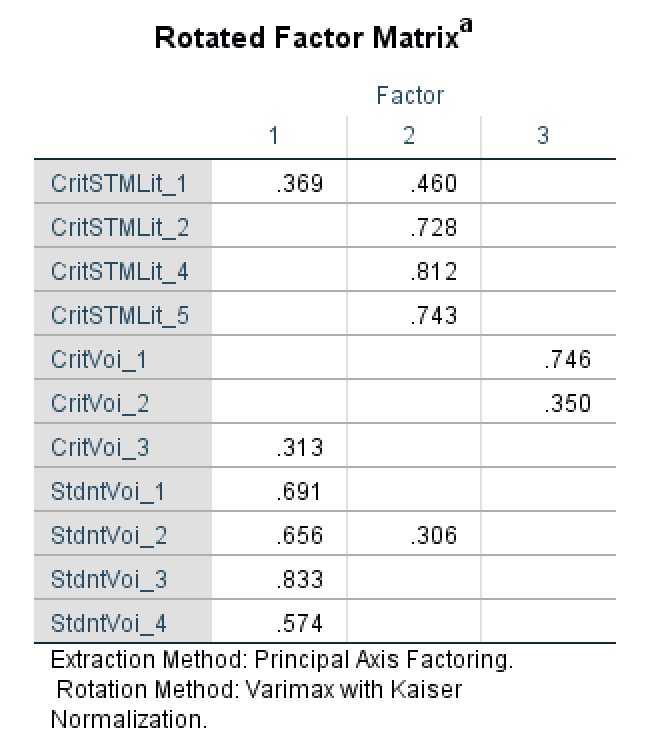 Rotated Factor Matrixa
Factor
1 2 3
CritSTMLit_1 .369 .460
CritSTMLit_2 .728
CritSTMLit_4 .812
CritSTMLit_5 .743
CritVoi_1 .746
CritVoi_2 .350
CritVoi_3 .313
StdntVoi_1 .691
StdntVoi_2 .656 .306
StdntVoi_3 .833
StdntVoi_4 .574
Extraction Method: Principal Axis Factoring.
Rotation Method: Varimax with Kaiser
Normalization.